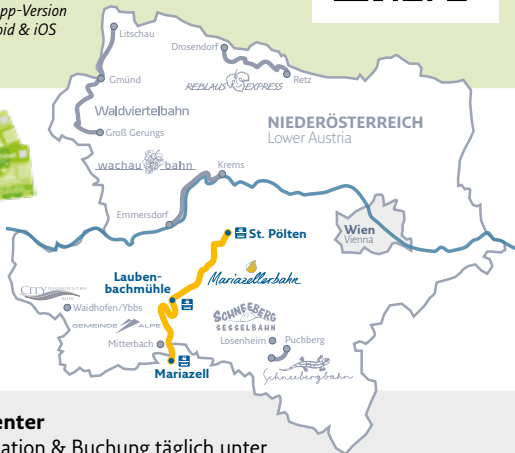 pp-Version
oid & iOS
Litschau
Drosendorf
Gmünd
REBLAUS EXPRESS
Retz
Waldviertelbahn
NIEDERÖSTERREICH
Lower Austria
Groß Gerungs
wachau bahn
Krems
Emmersdorf
St. Pölten
Wien
Vienna
Lauben-
bachmühle
Mariazellerbahn
CITY
Waidhofen/Ybbs
SCHNEEBERG
SESSELBAHN
GEMEINDE ALPE
Mitterbach
Losenheim
Puchberg
Mariazell
Schneebergbahn
enter
ation & Buchung täglich unter